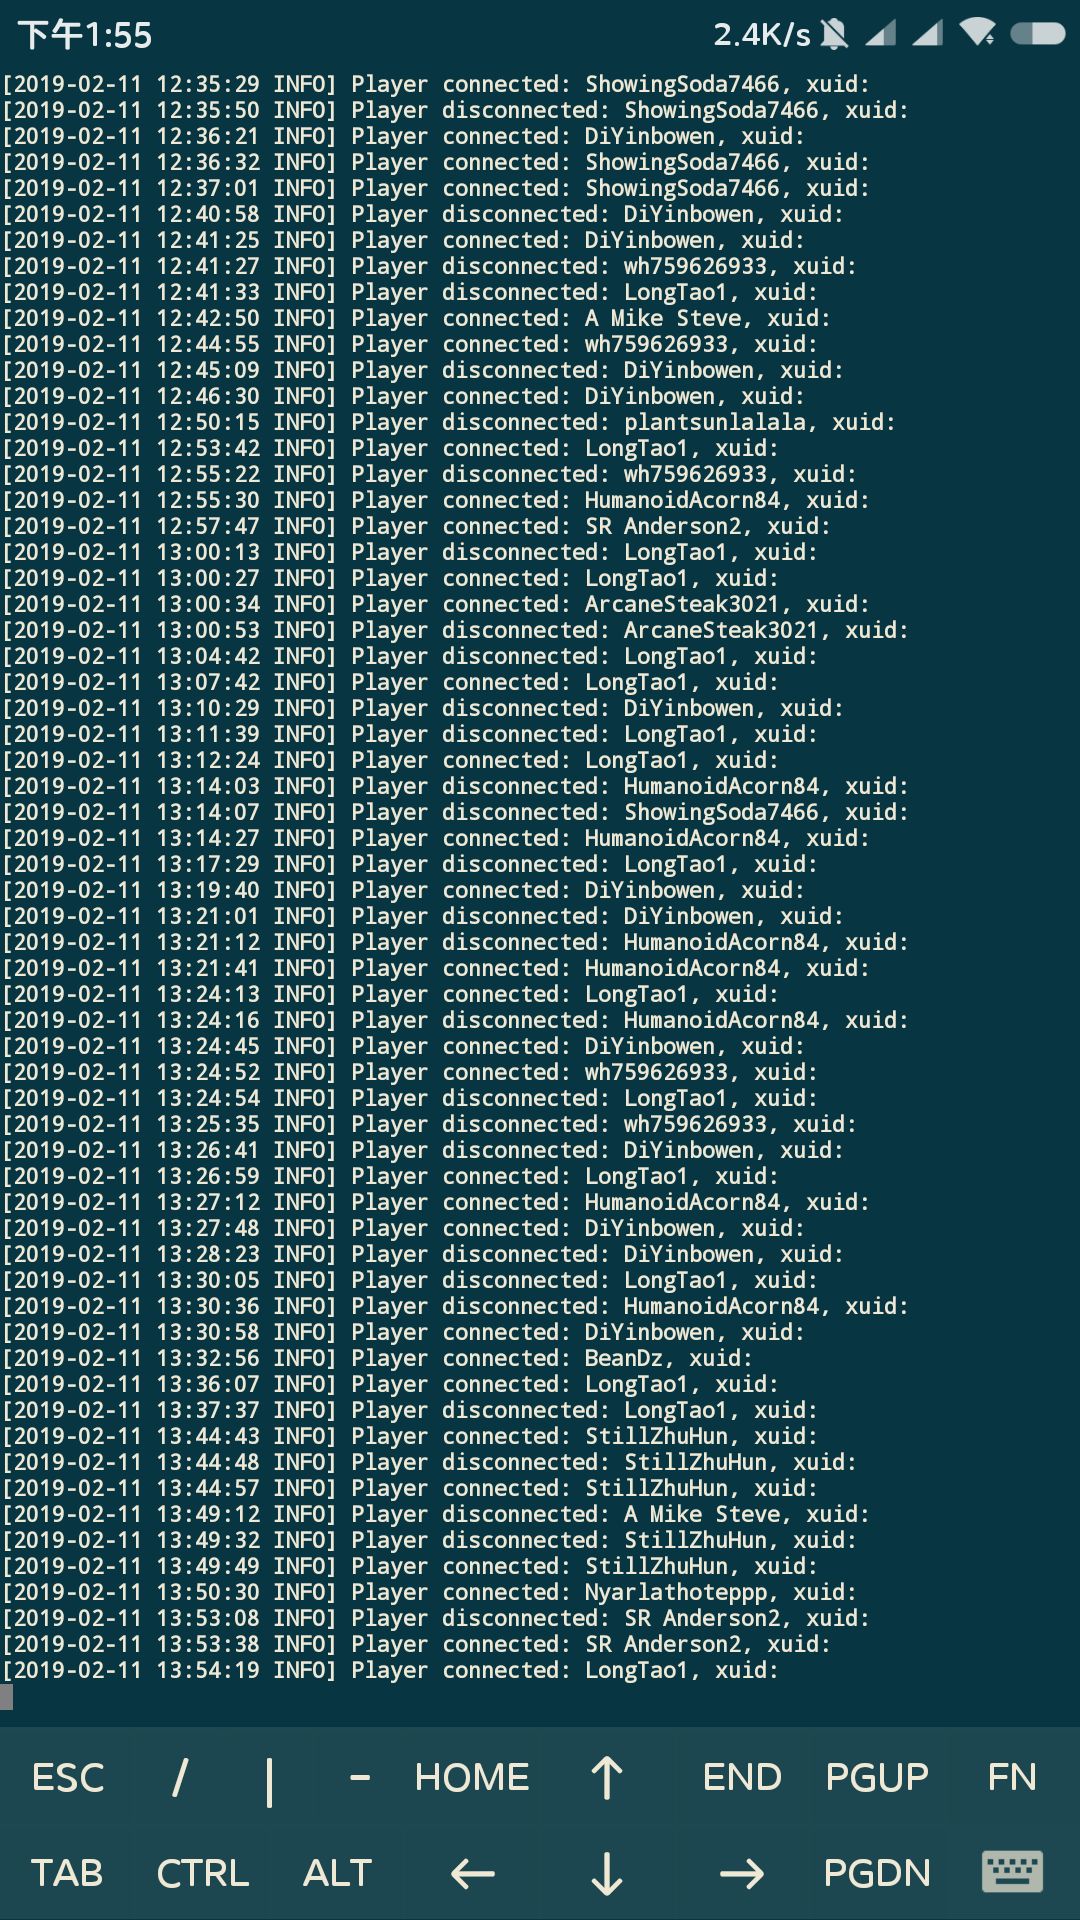 下午1:55 2.4K/s
[2019-02-11 12:35:29 INFO] Player connected: ShowingSoda7466, xuid:
[2019-02-11 12:35:50 INFO] Player disconnected: ShowingSoda7466, xuid:
[2019-02-11 12:36:21 INFO] Player connected: DiYinbowen, xuid:
[2019-02-11 12:36:32 INFO] Player connected: ShowingSoda7466, xuid:
[2019-02-11 12:37:01 INFO] Player connected: ShowingSoda7466, xuid:
[2019-02-11 12:40:58 INFO] Player disconnected: DiYinbowen, xuid:
[2019-02-11 12:41:25 INFO] Player connected: DiYinbowen, xuid:
[2019-02-11 12:41:27 INFO] Player disconnected: wh759626933, xuid:
[2019-02-11 12:41:33 INFO] Player disconnected: LongTao1, xuid:
[2019-02-11 12:42:50 INFO] Player connected: A Mike Steve, xuid:
[2019-02-11 12:44:55 INFO] Player connected: wh759626933, xuid:
[2019-02-11 12:45:09 INFO] Player disconnected: DiYinbowen, xuid:
[2019-02-11 12:46:30 INFO] Player connected: DiYinbowen, xuid:
[2019-02-11 12:50:15 INFO] Player disconnected: plantsunlalala, xuid:
[2019-02-11 12:53:42 INFO] Player connected: LongTao1, xuid:
[2019-02-11 12:55:22 INFO] Player disconnected: wh759626933, xuid:
[2019-02-11 12:55:30 INFO] Player connected: HumanoidAcorn84, xuid:
[2019-02-11 12:57:47 INFO] Player connected: SR Anderson2, xuid:
[2019-02-11 13:00:13 INFO] Player disconnected: LongTao1, xuid:
[2019-02-11 13:00:27 INFO] Player connected: LongTao1, xuid:
[2019-02-11 13:00:34 INFO] Player connected: ArcaneSteak3021, xuid:
[2019-02-11 13:00:53 INFO] Player disconnected: ArcaneSteak3021, xuid:
[2019-02-11 13:04:42 INFO] Player disconnected: LongTao1, xuid:
[2019-02-11 13:07:42 INFO] Player connected: LongTao1, xuid:
[2019-02-11 13:10:29 INFO] Player disconnected: DiYinbowen, xuid:
[2019-02-11 13:11:39 INFO] Player disconnected: LongTao1, xuid:
[2019-02-11 13:12:24 INFO] Player connected: LongTao1, xuid:
[2019-02-11 13:14:03 INFO] Player disconnected: HumanoidAcorn84, xuid:
[2019-02-11 13:14:07 INFO] Player disconnected: ShowingSoda7466, xuid:
[2019-02-11 13:14:27 INFO] Player connected: HumanoidAcorn84, xuid:
[2019-02-11 13:17:29 INFO] Player disconnected: LongTao1, xuid:
[2019-02-11 13:19:40 INFO] Player connected: DiYinbowen, xuid:
[2019-02-11 13:21:01 INFO] Player disconnected: DiYinbowen, xuid:
[2019-02-11 13:21:12 INFO] Player disconnected: HumanoidAcorn84, xuid:
[2019-02-11 13:21:41 INFO] Player connected: HumanoidAcorn84, xuid:
[2019-02-11 13:24:13 INFO] Player connected: LongTao1, xuid:
[2019-02-11 13:24:16 INFO] Player disconnected: HumanoidAcorn84, xuid:
[2019-02-11 13:24:45 INFO] Player connected: DiYinbowen, xuid:
[2019-02-11 13:24:52 INFO] Player connected: wh759626933, xuid:
[2019-02-11 13:24:54 INFO] Player disconnected: LongTao1, xuid:
[2019-02-11 13:25:35 INFO] Player disconnected: wh759626933, xuid:
[2019-02-11 13:26:41 INFO] Player disconnected: DiYinbowen, xuid:
[2019-02-11 13:26:59 INFO] Player connected: LongTao1, xuid:
[2019-02-11 13:27:12 INFO] Player connected: HumanoidAcorn84, xuid:
[2019-02-11 13:27:48 INFO] Player connected: DiYinbowen, xuid:
[2019-02-11 13:28:23 INFO] Player disconnected: DiYinbowen, xuid:
[2019-02-11 13:30:05 INFO] Player disconnected: LongTao1, xuid:
[2019-02-11 13:30:36 INFO] Player disconnected: HumanoidAcorn84, xuid:
[2019-02-11 13:30:58 INFO] Player connected: DiYinbowen, xuid:
[2019-02-11 13:32:56 INFO] Player connected: BeanDz, xuid:
[2019-02-11 13:36:07 INFO] Player connected: LongTao1, xuid:
[2019-02-11 13:37:37 INFO] Player disconnected: LongTao1, xuid:
[2019-02-11 13:44:43 INFO] Player connected: StillZhuHun, xuid:
[2019-02-11 13:44:48 INFO] Player disconnected: StillZhuHun, xuid:
[2019-02-11 13:44:57 INFO] Player connected: StillZhuHun, xuid:
[2019-02-11 13:49:12 INFO] Player disconnected: A Mike Steve, xuid:
[2019-02-11 13:49:32 INFO] Player disconnected: StillZhuHun, xuid:
[2019-02-11 13:49:49 INFO] Player connected: StillZhuHun, xuid:
[2019-02-11 13:50:30 INFO] Player connected: Nyarlathoteppp, xuid:
[2019-02-11 13:53:08 INFO] Player disconnected: SR Anderson2, xuid:
[2019-02-11 13:53:38 INFO] Player connected: SR Anderson2, xuid:
[2019-02-11 13:54:19 INFO] Player connected: LongTao1, xuid:
ESC / | - HOME ↑ END PGUP FN
TAB CTRL ALT ← ↓ → PGDN